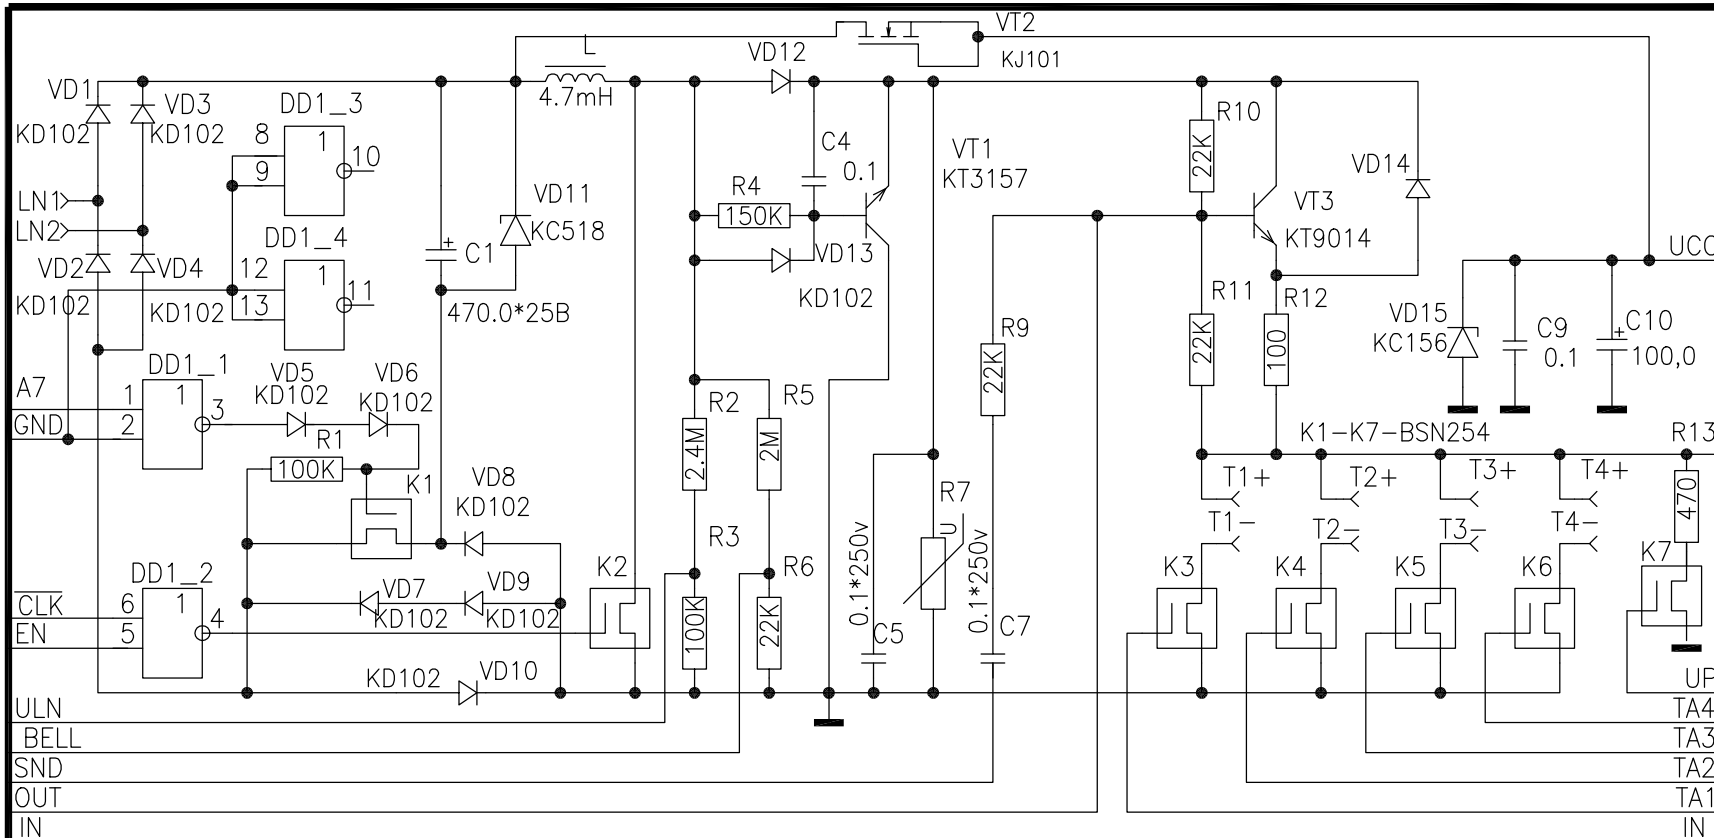 VT2
L
VD12
KJ101
VD1
VD3
DD1_3
4.7mH
KD102
KD102
8
1
10
9
C4
0.1
VT1
KT3157
R10
22K
VD14
LN1
LN2
VD11
KC518
R4
150K
VT3
KT9014
DD1_4
VD2
VD4
12
1
11
13
+
C1
VD13
UCC
KD102
KD102
470.0*25B
KD102
R11
R12
R9
22K
22K
100
VD15
KC156
C9
0.1
+
C10
100,0
DD1_1
VD5
VD6
A7
1
1
KD102
KD102
3
GND
2
R2
R5
R1
100K
2.4M
2M
K1-K7-BSN254
R13
K1
VD8
KD102
T1+
T2+
T3+
T4+
470
R7
U
T1-
T2-
T3-
T4-
0.1*250v
0.1*250v
R3
R6
DD1_2
K2
K3
K4
K5
K6
K7
VD7
VD9
CLK
6
1
4
KD102
KD102
EN
5
100K
22K
C5
C7
KD102
VD10
ULN
UP
BELL
TA4
SND
TA3
OUT
TA2
IN
TA1
IN